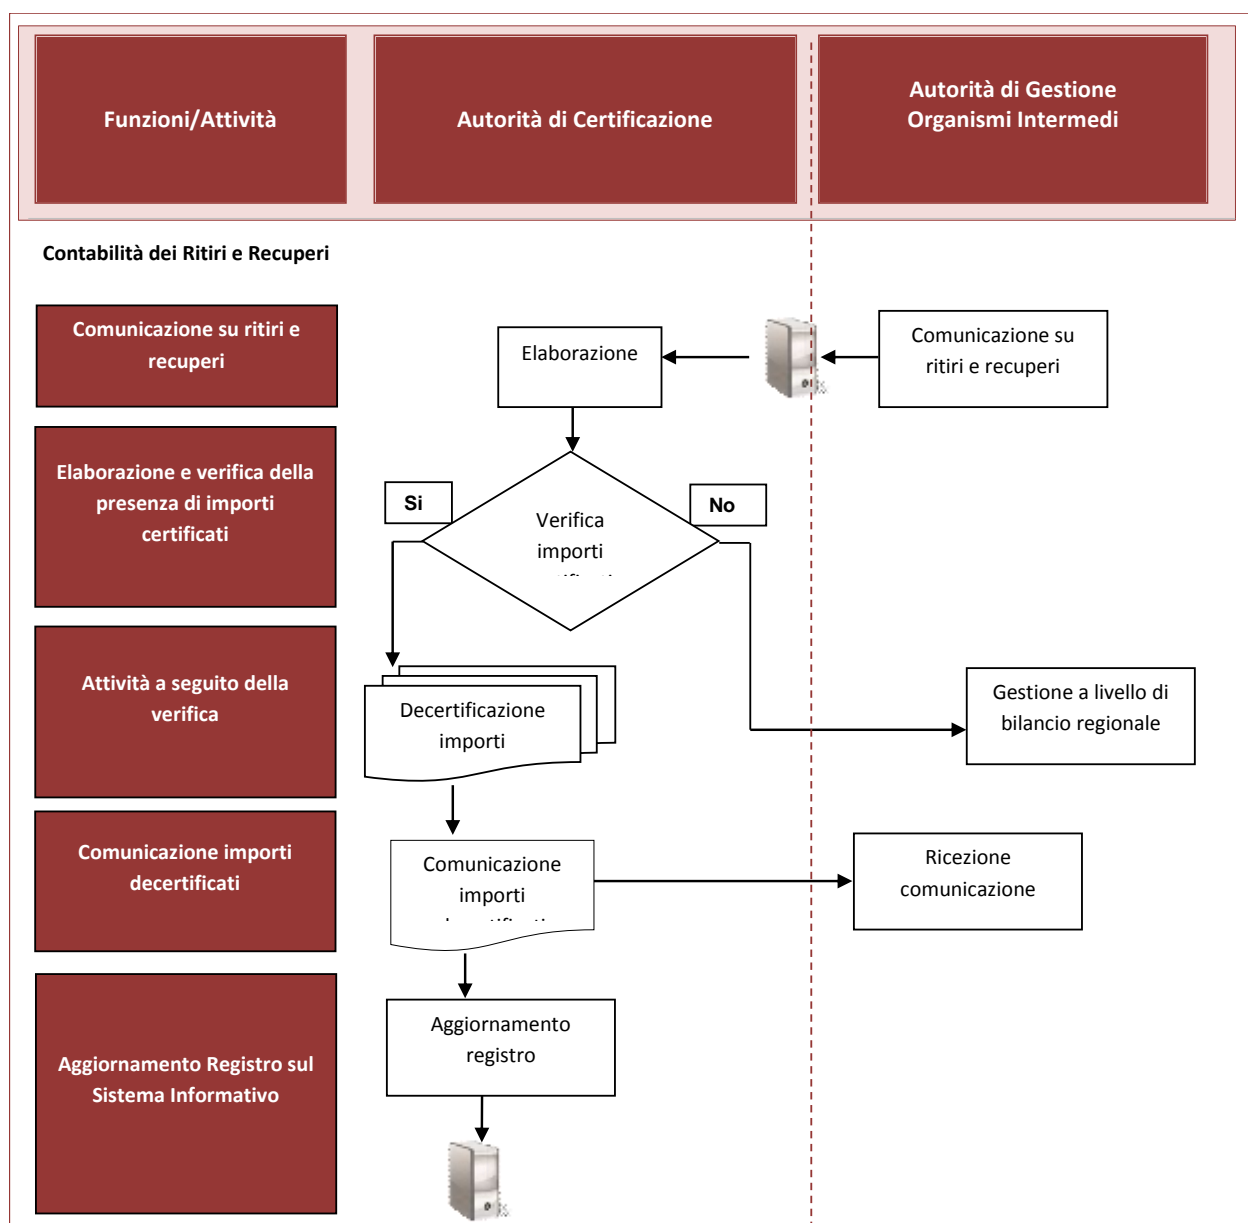 Funzioni/Attività
Autorità di Certificazione
Autorità di Gestione
Organismi Intermedi
Contabilità dei Ritiri e Recuperi
Comunicazione su ritiri e
recuperi
Elaborazione
Comunicazione su
ritiri e recuperi
Elaborazione e verifica della
presenza di importi
certificati
Si
No
Verifica
importi
Attività a seguito della
verifica
Decertificazione
importi
Gestione a livello di
bilancio regionale
Comunicazione importi
decertificati
Comunicazione
importi
Ricezione
comunicazione
Aggiornamento Registro sul
Sistema Informativo
Aggiornamento
registro